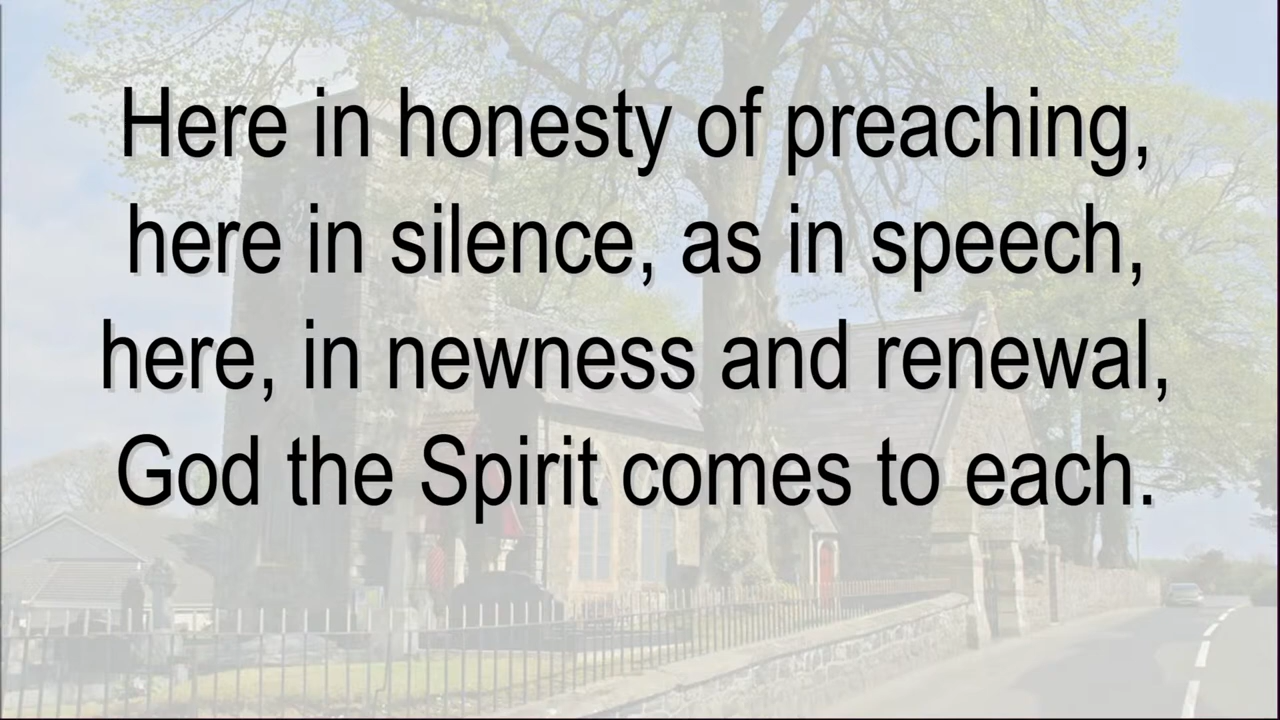 Here in honesty of preaching,
here in silence, as in speech,
here, in newness and renewal,
God the Spirit comes to each.